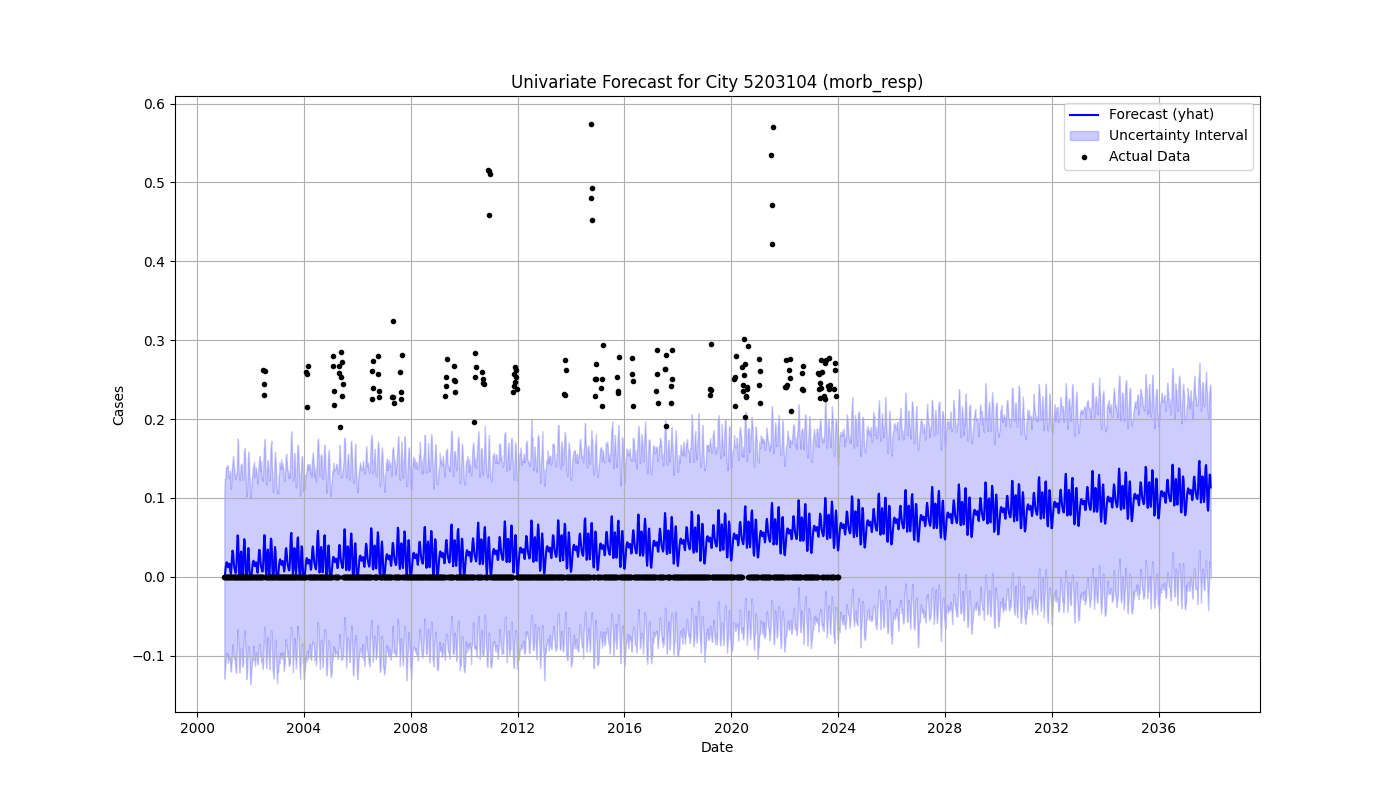 Univariate Forecast for City 5203104 (morb_resp)
Forecast (yhat)
Uncertainty Interval
Actual Data
Cases
0.6
0.5
0.4
0.3
0.2
0.1
0.0
−0.1
2000 2004 2008 2012 2016 2020 2024 2028 2032 2036
Date